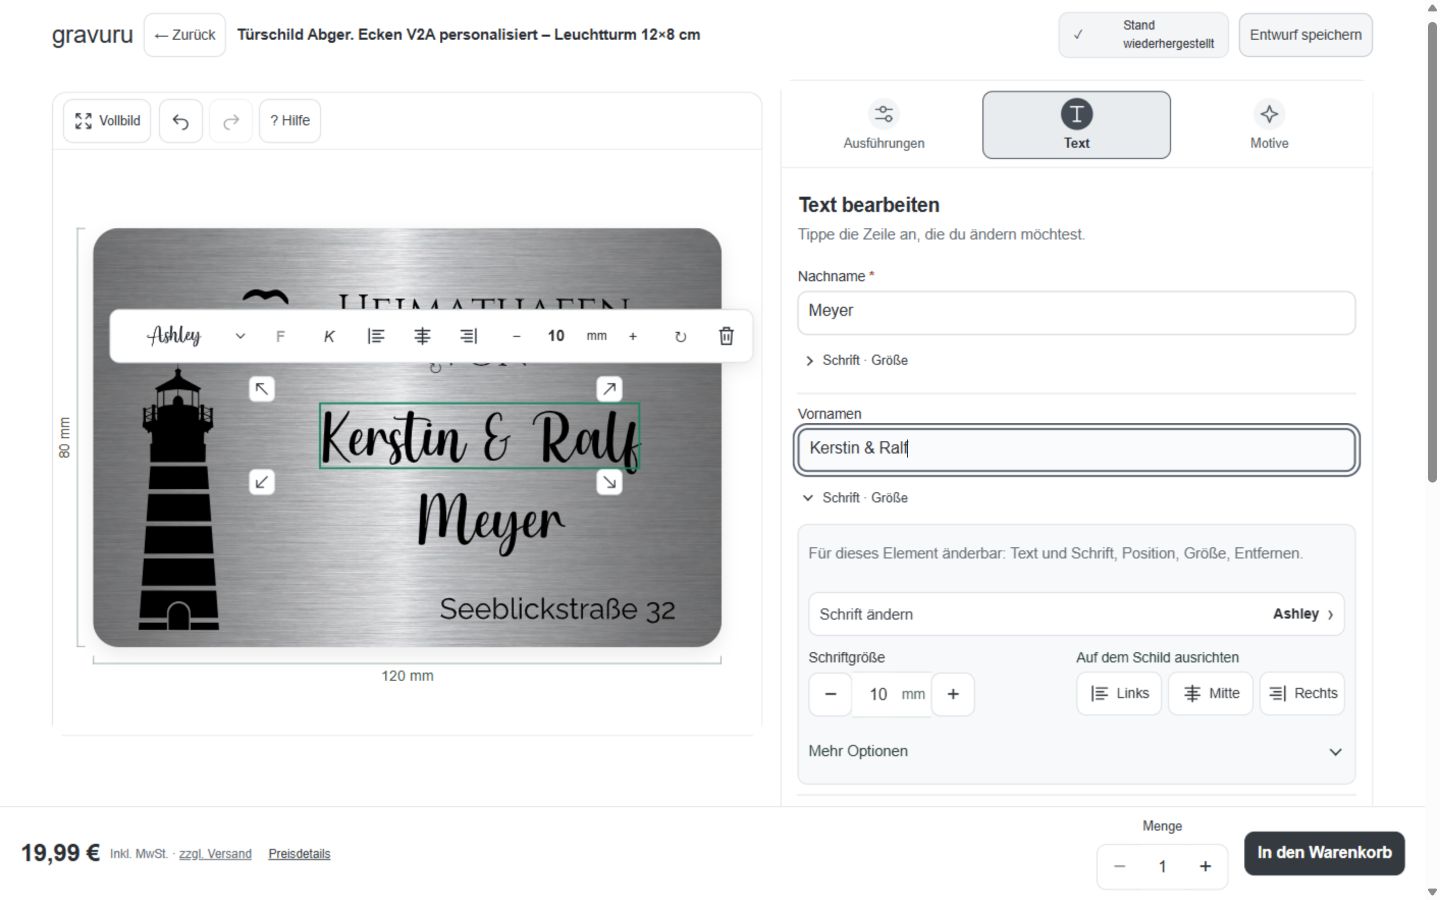 gravuru
← Zurück
Türschild Abger. Ecken V2A personalisiert – Leuchtturm 12×8 cm
✓ Stand
wiederhergestellt
Entwurf speichern
Vollbild
? Hilfe
Ausführungen
Text
Motive
Text bearbeiten
Tippe die Zeile an, die du ändern möchtest.
Nachname *
Meyer
Schrift · Größe
Vornamen
Kerstin & Ralf
Schrift · Größe
Für dieses Element änderbar: Text und Schrift, Position, Größe, Entfernen.
Schrift ändern
Ashley ›
Schriftgröße
− 10 mm +
Auf dem Schild ausrichten
Links
Mitte
Rechts
Mehr Optionen
HEIMATHAFEN
Ashley F K − 10 mm +
VON
Kerstin & Ralf
Meyer
Seeblickstraße 32
80 mm
120 mm
19,99 € Inkl. MwSt. · zzgl. Versand Preisdetails
Menge
− 1 +
In den Warenkorb